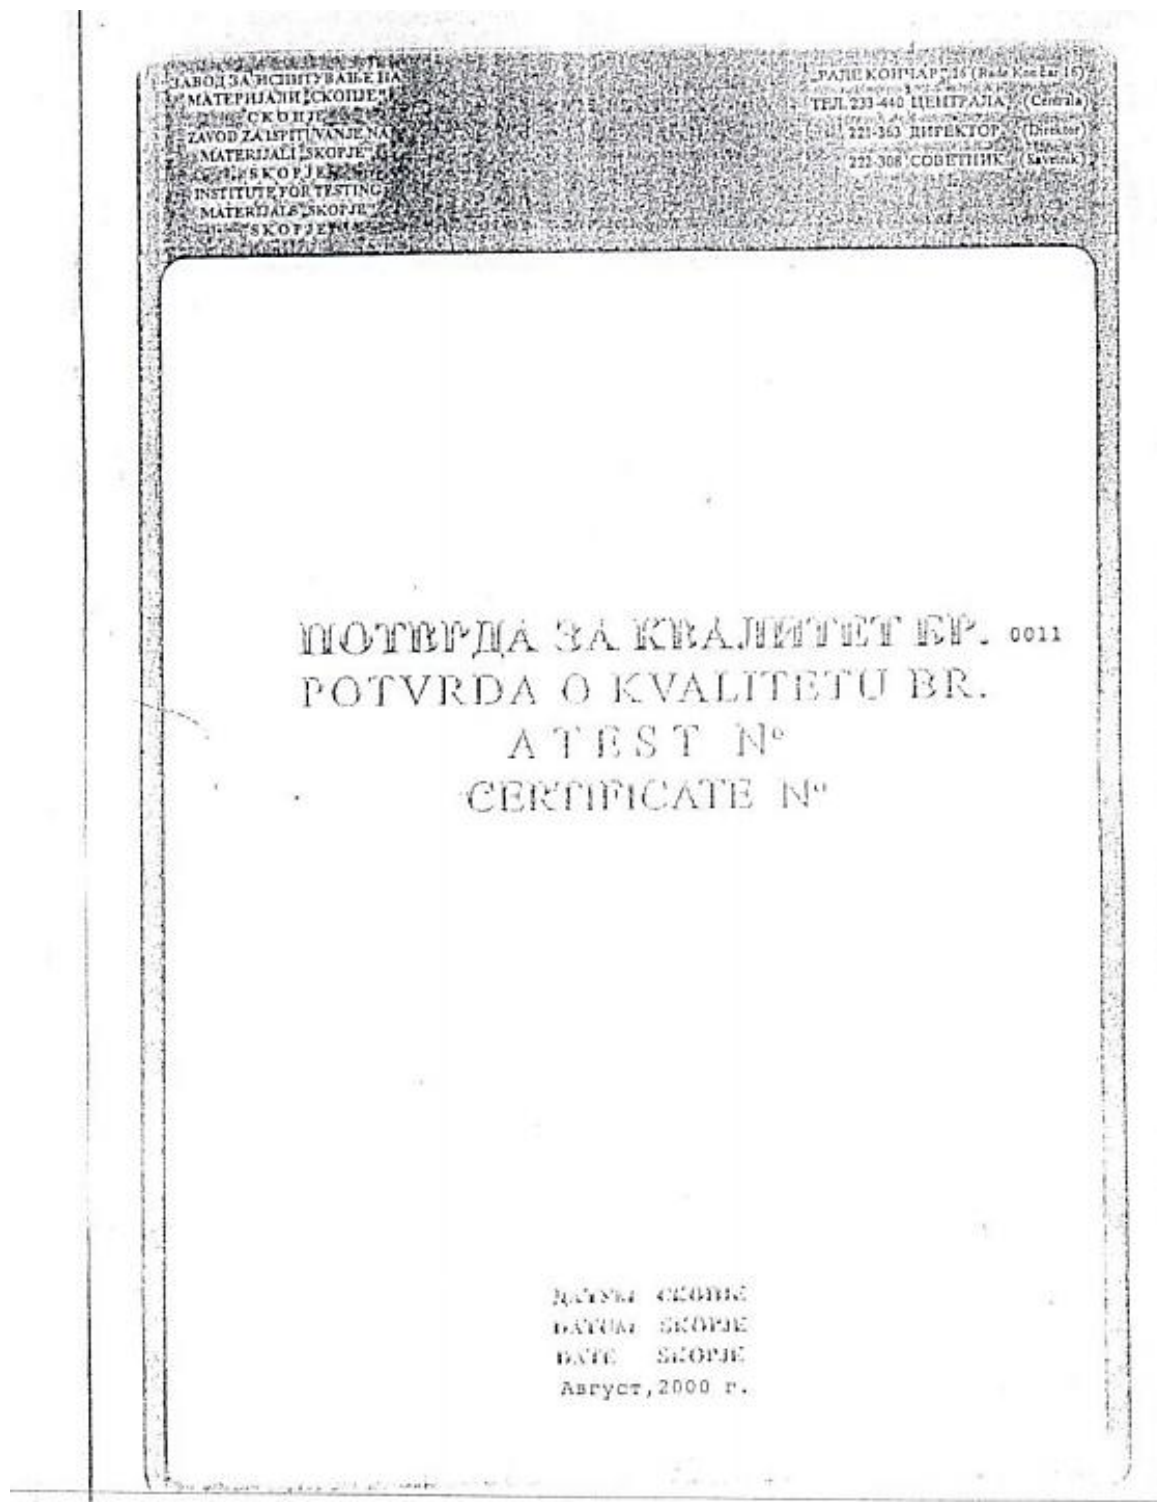 ЗАВОД ЗА ИСПИТУВАЊЕ НА
МАТЕРИЈАЛИ „СКОПЈЕ"
СКОПЈЕ
ZAVOD ZA ISPITIVANJE NA
MATERIJALI „SKOPJE"
SKOPJE
INSTITUTE FOR TESTING
MATERIJALS „SKOPJE
SKOPJE
„РАДЕ КОНЧАР" 16 (Rade Končar 16)
ТЕЛ. 233-440 ЦЕНТРАЛА (Centrala)
221-363 ДИРЕКТОР (Direktor)
222-308 СОВЕТНИК (Savetnik)
ПОТВРДА ЗА КВАЛИТЕТ БР. 0011
POTVRDA O KVALITETU BR.
ATEST Nº
CERTIFICATE Nº
ДАТУМ СКОПЈЕ
DATUM SKOPJE
DATE SKOPJE
Август,2000 г.